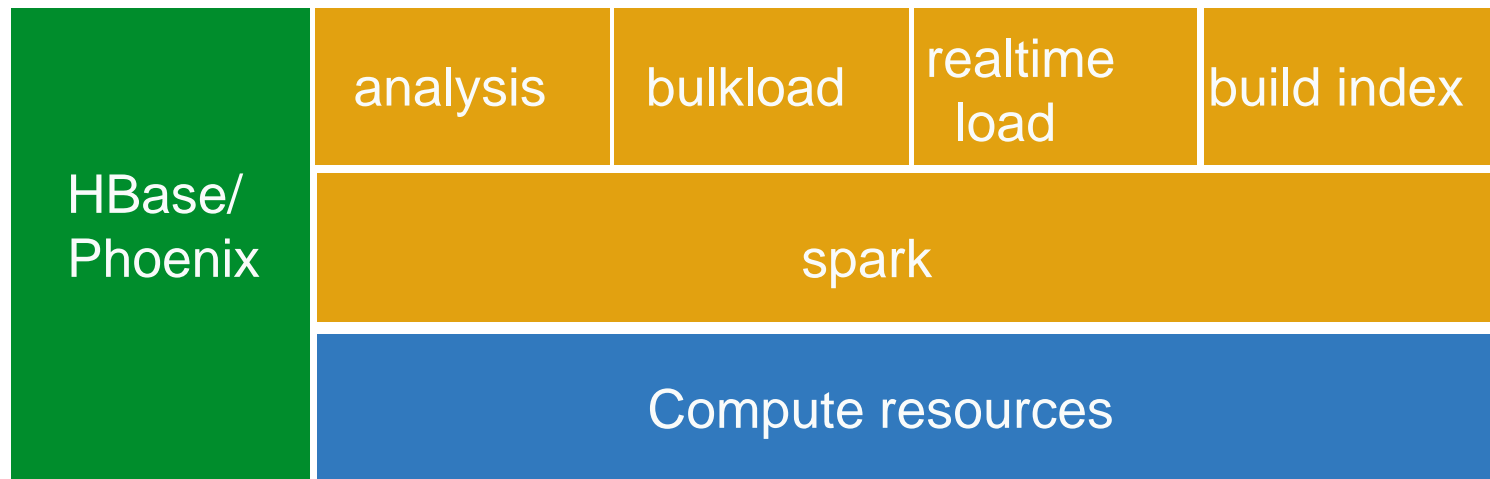 HBase/
Phoenix
analysis
bulkload
realtime
load
build index
spark
Compute resources